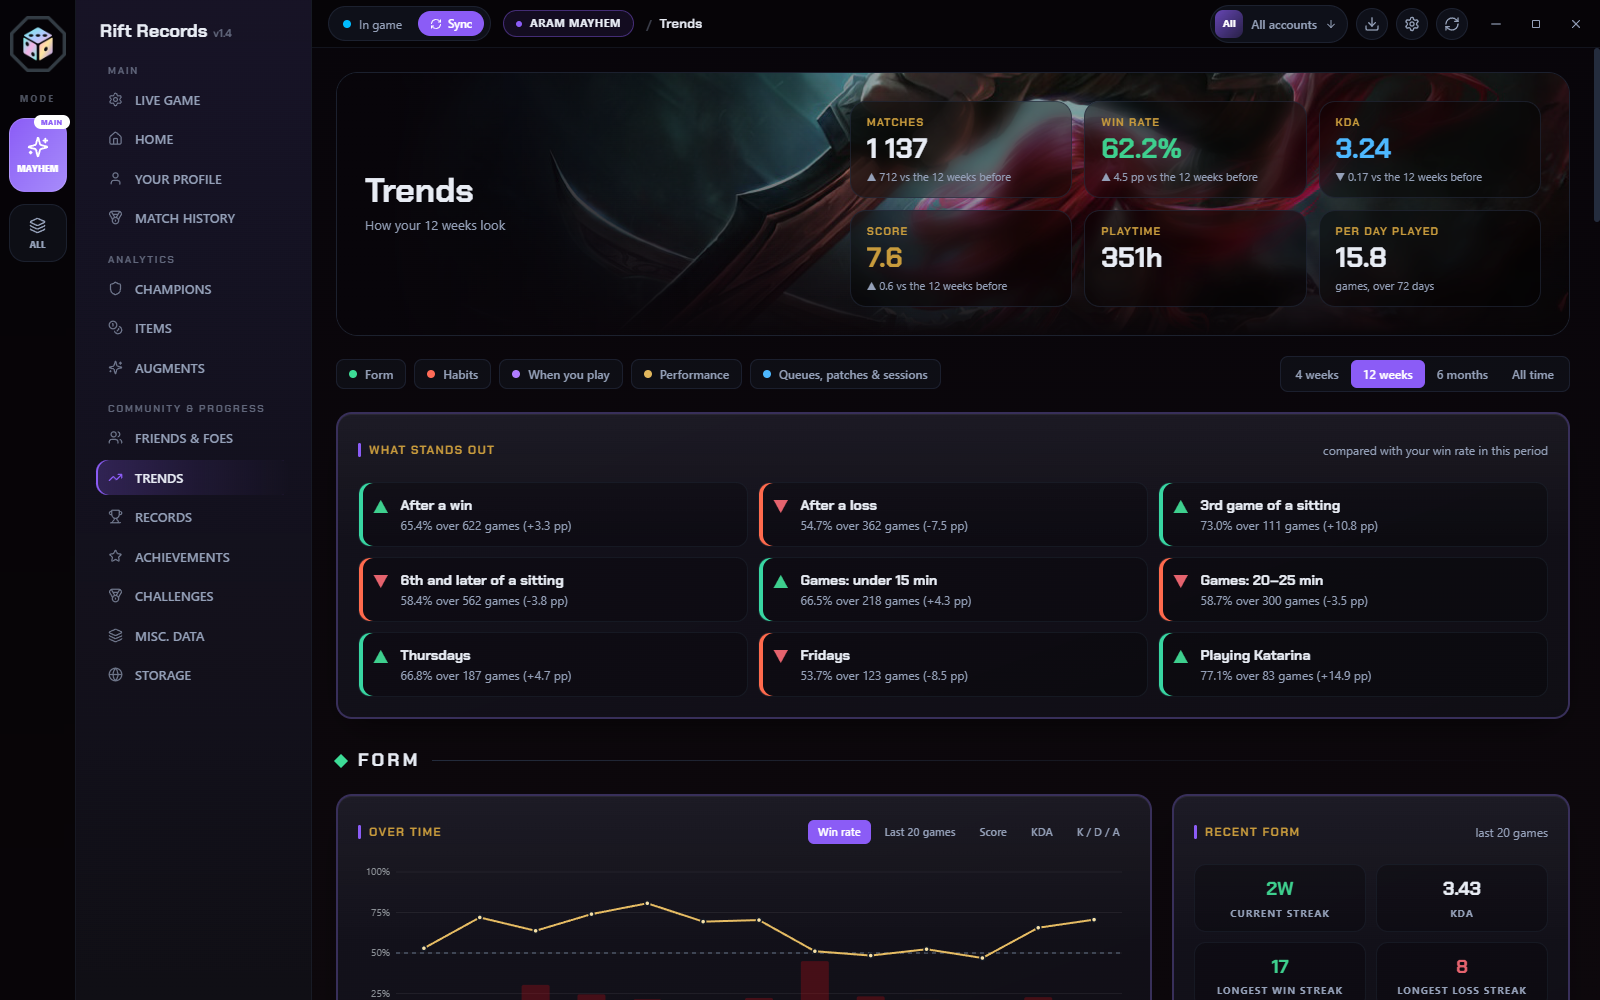 Rift Records v1.4
MODE
MAIN
MAYHEM
ALL
MAIN
LIVE GAME
HOME
YOUR PROFILE
MATCH HISTORY
ANALYTICS
CHAMPIONS
ITEMS
AUGMENTS
COMMUNITY & PROGRESS
FRIENDS & FOES
TRENDS
RECORDS
ACHIEVEMENTS
CHALLENGES
MISC. DATA
STORAGE
In game Sync ARAM MAYHEM / Trends All All accounts
Trends
How your 12 weeks look
MATCHES
1 137
▲ 712 vs the 12 weeks before
WIN RATE
62.2%
▲ 4.5 pp vs the 12 weeks before
KDA
3.24
▼ 0.17 vs the 12 weeks before
SCORE
7.6
▲ 0.6 vs the 12 weeks before
PLAYTIME
351h
PER DAY PLAYED
15.8
games, over 72 days
Form Habits When you play Performance Queues, patches & sessions 4 weeks 12 weeks 6 months All time
WHAT STANDS OUT compared with your win rate in this period
After a win
65.4% over 622 games (+3.3 pp)
After a loss
54.7% over 362 games (-7.5 pp)
3rd game of a sitting
73.0% over 111 games (+10.8 pp)
6th and later of a sitting
58.4% over 562 games (-3.8 pp)
Games: under 15 min
66.5% over 218 games (+4.3 pp)
Games: 20–25 min
58.7% over 300 games (-3.5 pp)
Thursdays
66.8% over 187 games (+4.7 pp)
Fridays
53.7% over 123 games (-8.5 pp)
Playing Katarina
77.1% over 83 games (+14.9 pp)
FORM
OVER TIME Win rate Last 20 games Score KDA K / D / A
100%
75%
50%
25%
RECENT FORM last 20 games
2W
CURRENT STREAK
3.43
KDA
17
LONGEST WIN STREAK
8
LONGEST LOSS STREAK